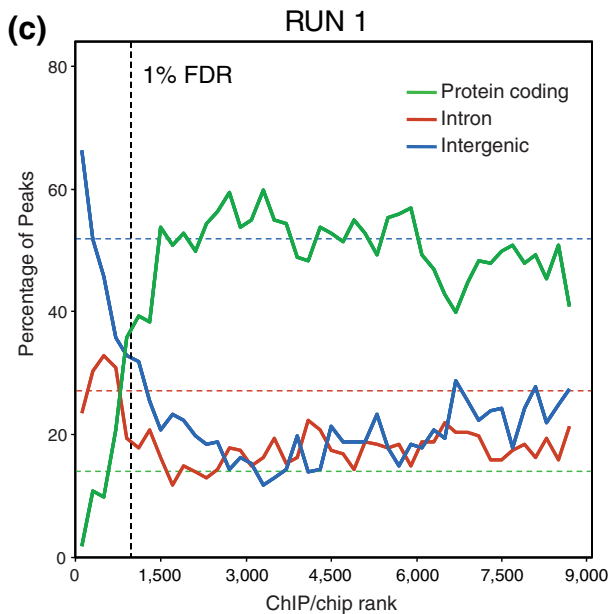 (c)
RUN 1
1% FDR
Protein coding
Intron
Intergenic
Percentage of Peaks
80
60
40
20
0
0 1,500 3,000 4,500 6,000 7,500 9,000
ChIP/chip rank